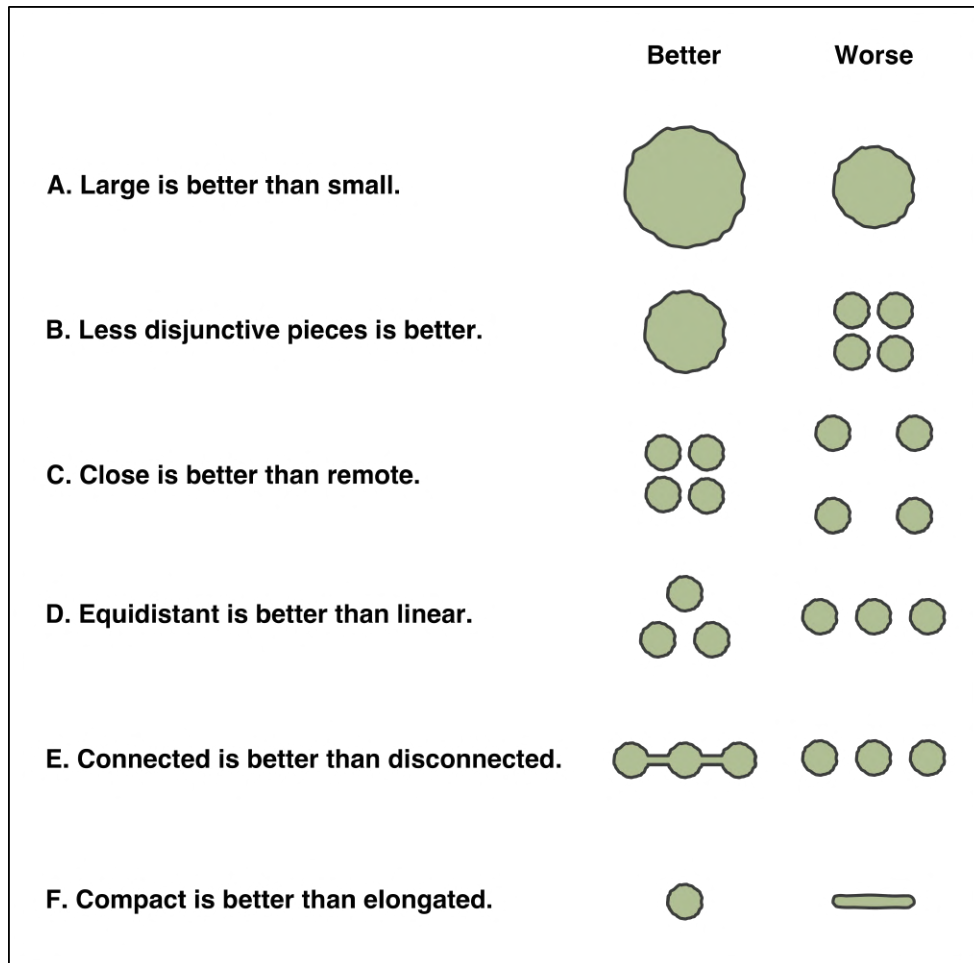 Better Worse
A. Large is better than small.
B. Less disjunctive pieces is better.
C. Close is better than remote.
D. Equidistant is better than linear.
E. Connected is better than disconnected.
F. Compact is better than elongated.